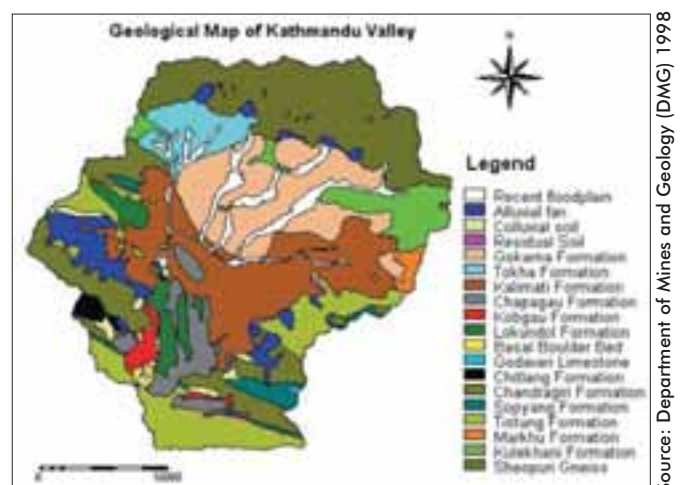 Geological Map of Kathmandu Valley
N
Legend
Recent floodplain
Alluvial fan
Colluvial soil
Residual Soil
Gokarna Formation
Tokha Formation
Kalimati Formation
Chapagau Formation
Kobgau Formation
Lokundol Formation
Basal Boulder Bed
Godavari Limestone
Chitlang Formation
Chandragiri Formation
Sopyang Formation
Tistung Formation
Markhu Formation
Kulekhani Formation
Sheopuri Gneiss
0
Source: Department of Mines and Geology (DMG) 1998